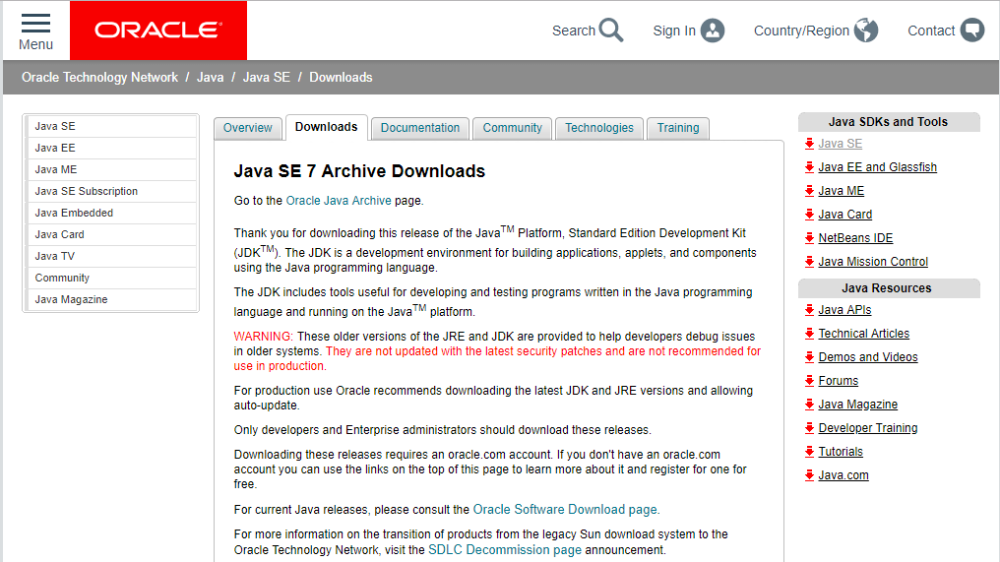 Menu
ORACLE
Search
Sign In
Country/Region
Contact
Oracle Technology Network / Java / Java SE / Downloads
Java SE
Java EE
Java ME
Java SE Subscription
Java Embedded
Java Card
Java TV
Community
Java Magazine
Overview
Downloads
Documentation
Community
Technologies
Training
Java SE 7 Archive Downloads
Go to the Oracle Java Archive page.
Thank you for downloading this release of the Java™ Platform, Standard Edition Development Kit
(JDK™). The JDK is a development environment for building applications, applets, and components
using the Java programming language.
The JDK includes tools useful for developing and testing programs written in the Java programming
language and running on the Java™ platform.
WARNING: These older versions of the JRE and JDK are provided to help developers debug issues
in older systems. They are not updated with the latest security patches and are not recommended for
use in production.
For production use Oracle recommends downloading the latest JDK and JRE versions and allowing
auto-update.
Only developers and Enterprise administrators should download these releases.
Downloading these releases requires an oracle.com account. If you don't have an oracle.com
account you can use the links on the top of this page to learn more about it and register for one for
free.
For current Java releases, please consult the Oracle Software Download page.
For more information on the transition of products from the legacy Sun download system to the
Oracle Technology Network, visit the SDLC Decommission page announcement.
Java SDKs and Tools
Java SE
Java EE and Glassfish
Java ME
Java Card
NetBeans IDE
Java Mission Control
Java Resources
Java APIs
Technical Articles
Demos and Videos
Forums
Java Magazine
Developer Training
Tutorials
Java.com